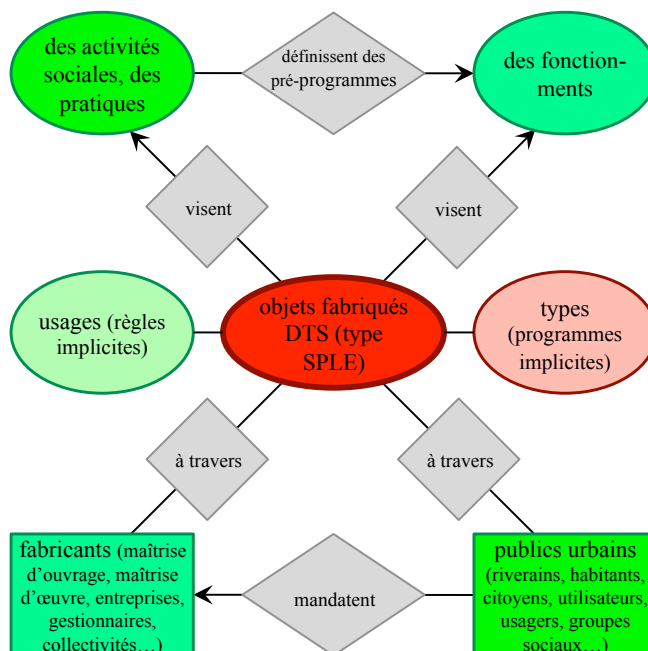 des activités
sociales, des
pratiques
définissent des
pré-programmes
des fonction-
nments
visent
visent
usages (règles
implicites)
objets fabriqués
DTS (type
SPLE)
types
(programmes
implicites)
à travers
à travers
fabricants (maîtrise
d’ouvrage, maîtrise
d’œuvre, entreprises,
gestionnaires,
collectivités…)
mandatent
publics urbains
(riverains, habitants,
citoyens, utilisateurs,
usagers, groupes
sociaux…)